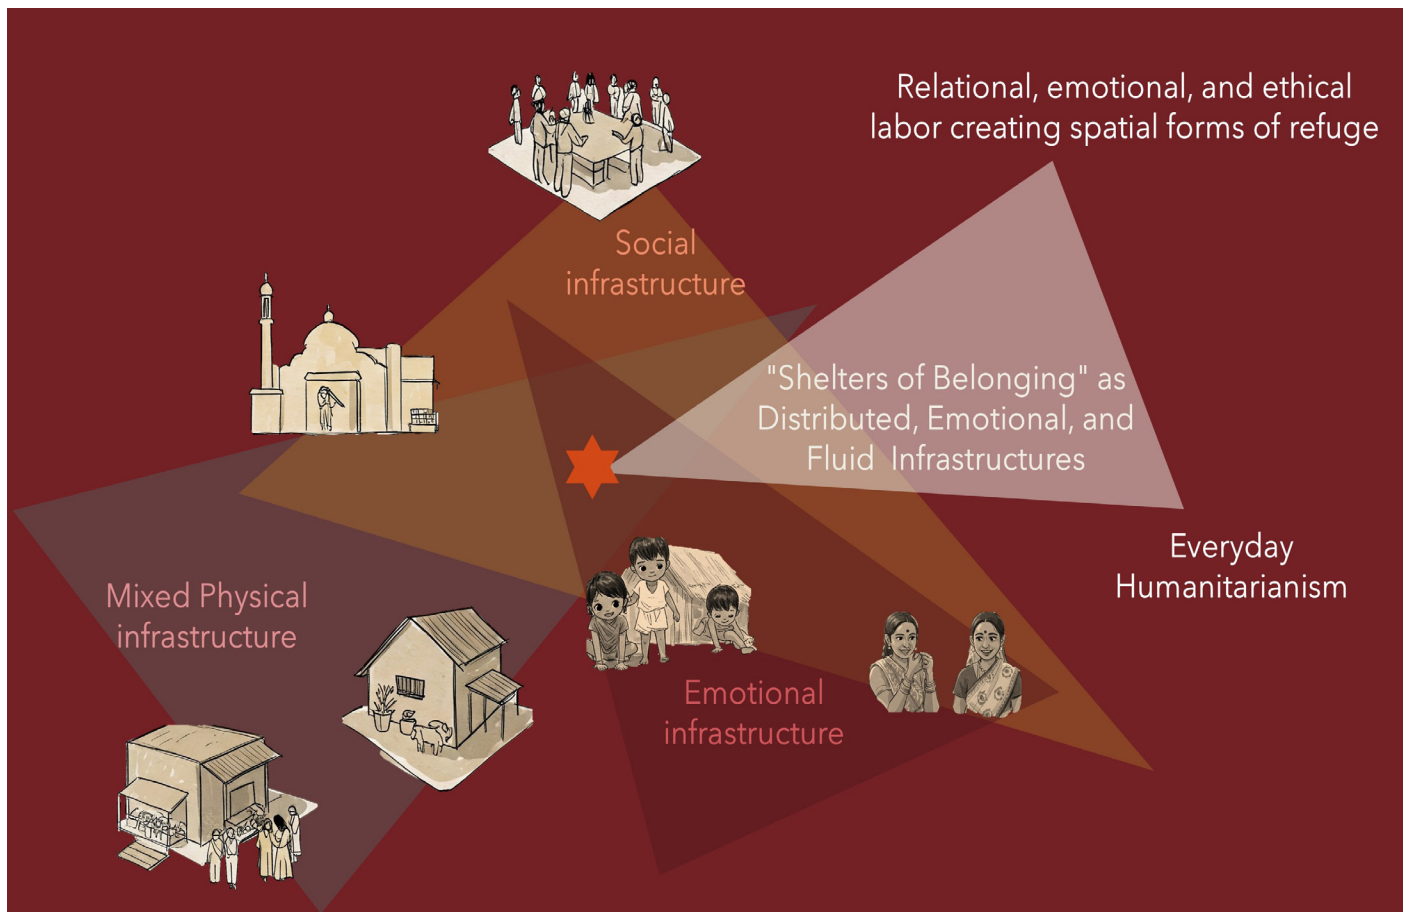 Relational, emotional, and ethical
labor creating spatial forms of refuge
Social
infrastructure
"Shelters of Belonging" as
Distributed, Emotional, and
Fluid Infrastructures
Everyday
Humanitarianism
Mixed Physical
infrastructure
Emotional
infrastructure